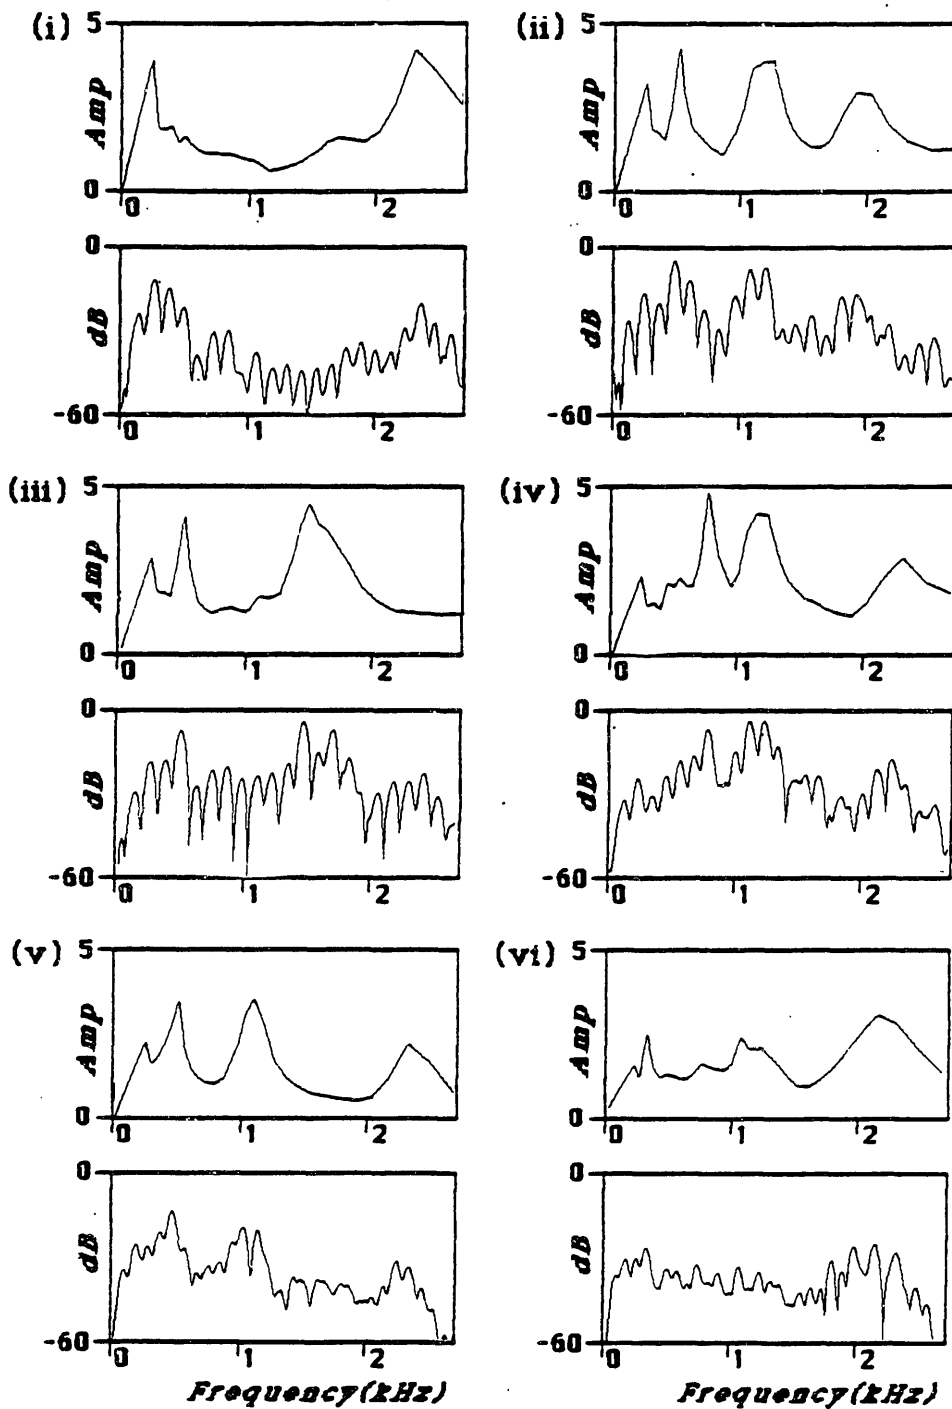 (i) 5 (ii) 5
Amp Amp
0 0
0 1 2 0 1 2
0 0
dB dB
-60 -60
0 1 2 0 1 2
(iii) 5 (iv) 5
Amp Amp
0 0
0 1 2 0 1 2
0 0
dB dB
-60 -60
0 1 2 0 1 2
(v) 5 (vi) 5
Amp Amp
0 0
0 1 2 0 1 2
0 0
dB dB
-60 -60
0 1 2 0 1 2
Frequency(kHz) Frequency(kHz)